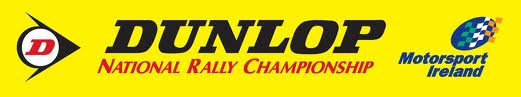 D DUNLOP
NATIONAL RALLY CHAMPIONSHIP
Motorsport
Ireland